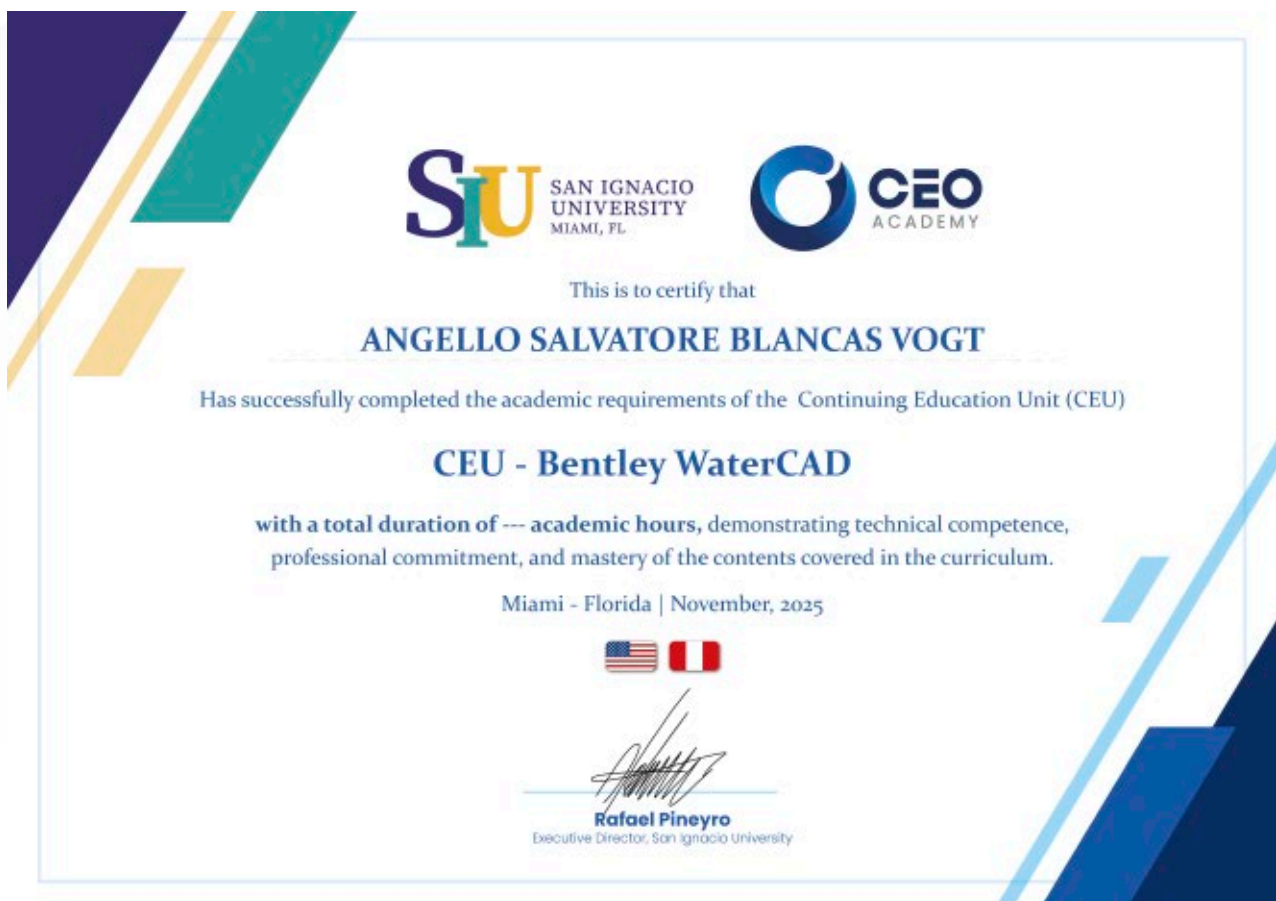 SIU
SAN IGNACIO
UNIVERSITY
MIAMI, FL
CEO
ACADEMY
This is to certify that
ANGELLO SALVATORE BLANCAS VOGT
Has successfully completed the academic requirements of the Continuing Education Unit (CEU)
CEU - Bentley WaterCAD
with a total duration of --- academic hours, demonstrating technical competence,
professional commitment, and mastery of the contents covered in the curriculum.
Miami - Florida | November, 2025
Rafael Pineyro
Executive Director, San Ignacio University